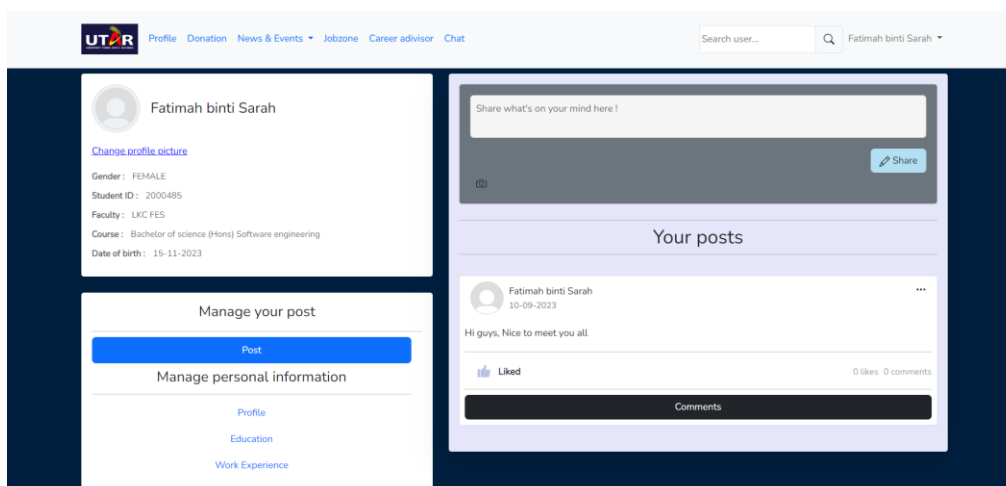 UTAR
Profile Donation News & Events Jobzone Career adivisor Chat
Search user...
Fatimah binti Sarah
Fatimah binti Sarah
Change profile picture
Gender : FEMALE
Student ID : 2000485
Faculty : LKC FES
Course : Bachelor of science (Hons) Software engineering
Date of birth : 15-11-2023
Manage your post
Post
Manage personal information
Profile
Education
Work Experience
Share what's on your mind here !
Share
Your posts
Fatimah binti Sarah
10-09-2023
Hi guys, Nice to meet you all
Liked
0 likes 0 comments
Comments